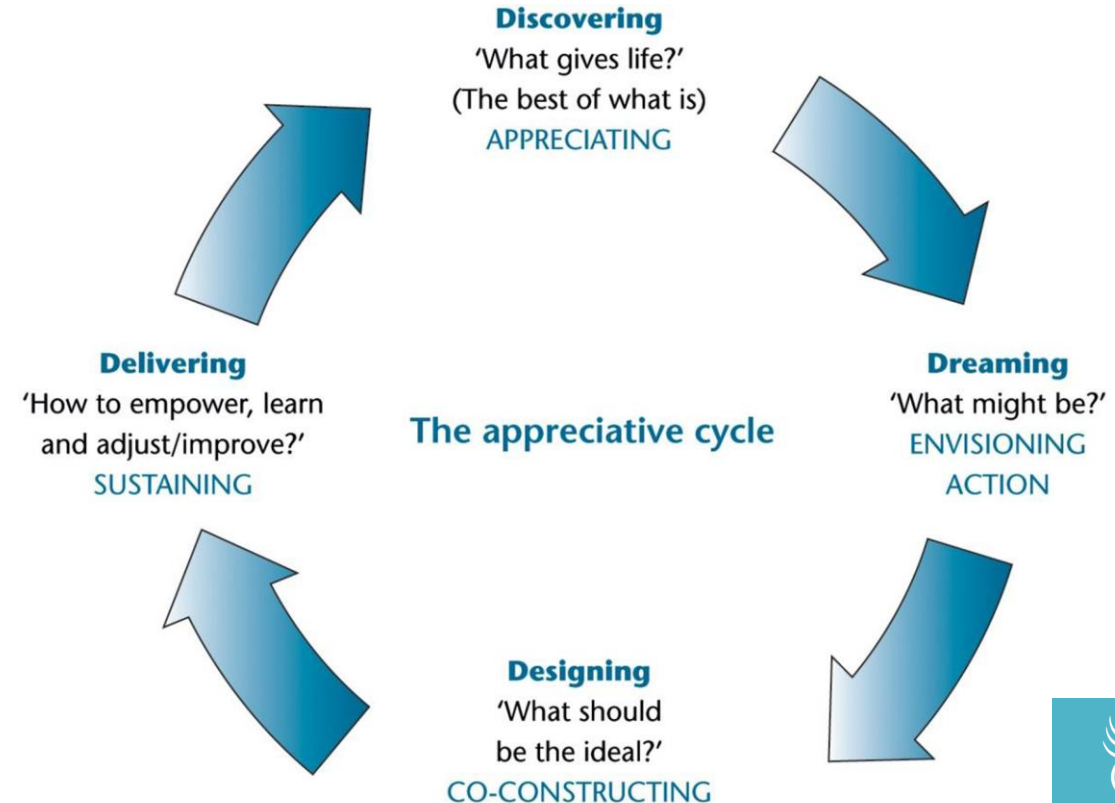 Discovering
‘What gives life?’
(The best of what is)
APPRECIATING
Dreaming
‘What might be?’
ENVISIONING
ACTION
Designing
‘What should
be the ideal?’
CO-CONSTRUCTING
Delivering
‘How to empower, learn
and adjust/improve?’
SUSTAINING
The appreciative cycle